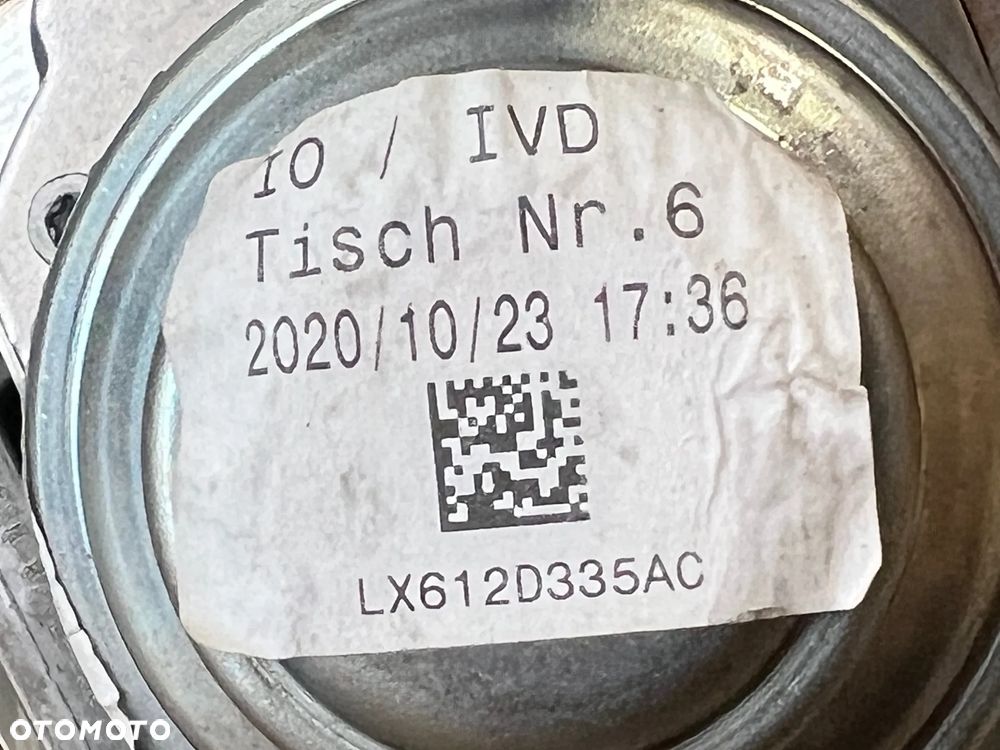 IO / IVD
Tisch Nr.6
2020/10/23 17:36
LX612D335AC
OTOMOTO